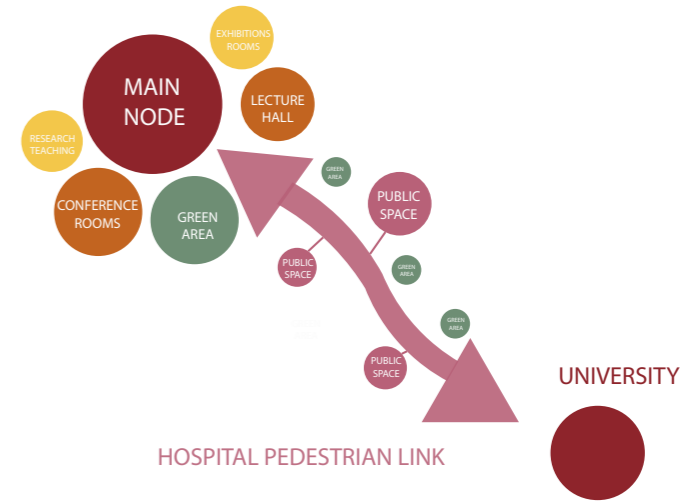 EXHIBITIONS
ROOMS
MAIN
NODE
LECTURE
HALL
RESEARCH
TEACHING
CONFERENCE
ROOMS
GREEN
AREA
GREEN
AREA
PUBLIC
SPACE
PUBLIC
SPACE
GREEN
AREA
GREEN
AREA
PUBLIC
SPACE
UNIVERSITY
HOSPITAL PEDESTRIAN LINK